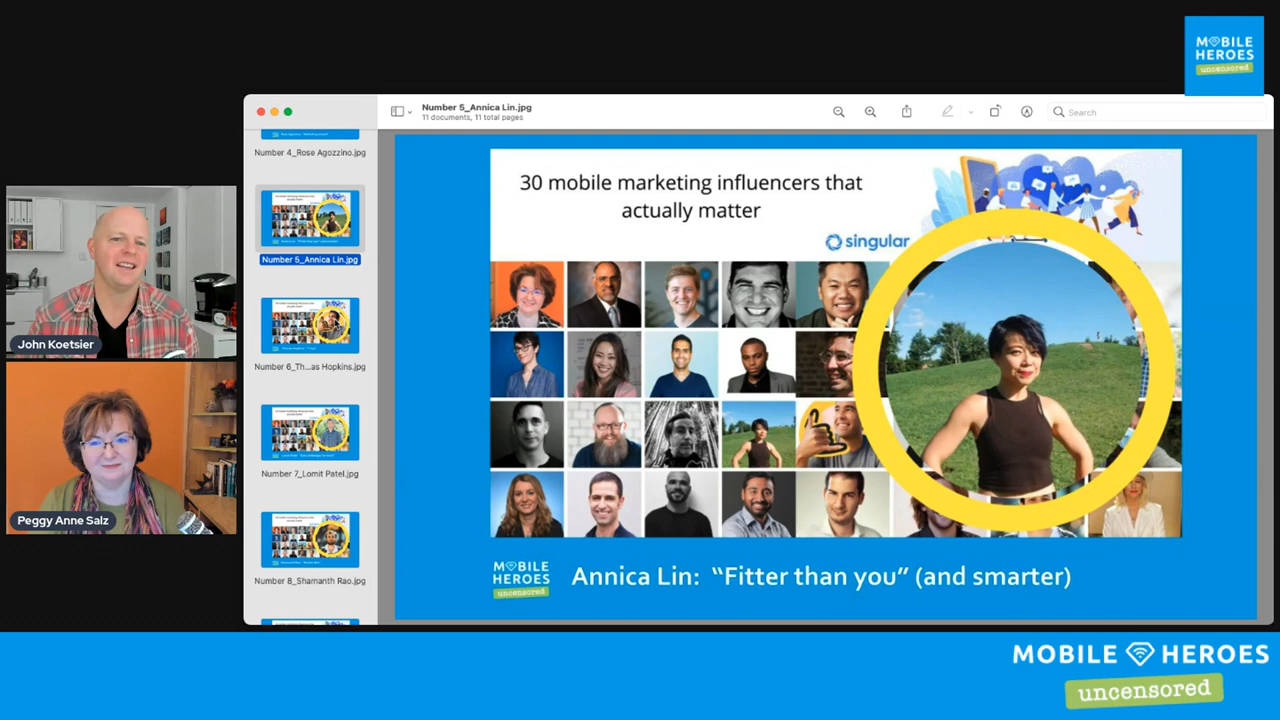 MOBILE
HEROES
uncensored
Number 5_Annica Lin.jpg
11 documents, 11 total pages
Search
Number 4_Rose Agozzino.jpg
Number 5_Annica Lin.jpg
Number 6_Th...as Hopkins.jpg
Number 7_Lomit Patel.jpg
Number 8_Shamanth Rao.jpg
John Koetsier
Peggy Anne Salz
30 mobile marketing influencers that
actually matter
singular
MOBILE
HEROES
uncensored
Annica Lin: “Fitter than you” (and smarter)
MOBILE HEROES
uncensored